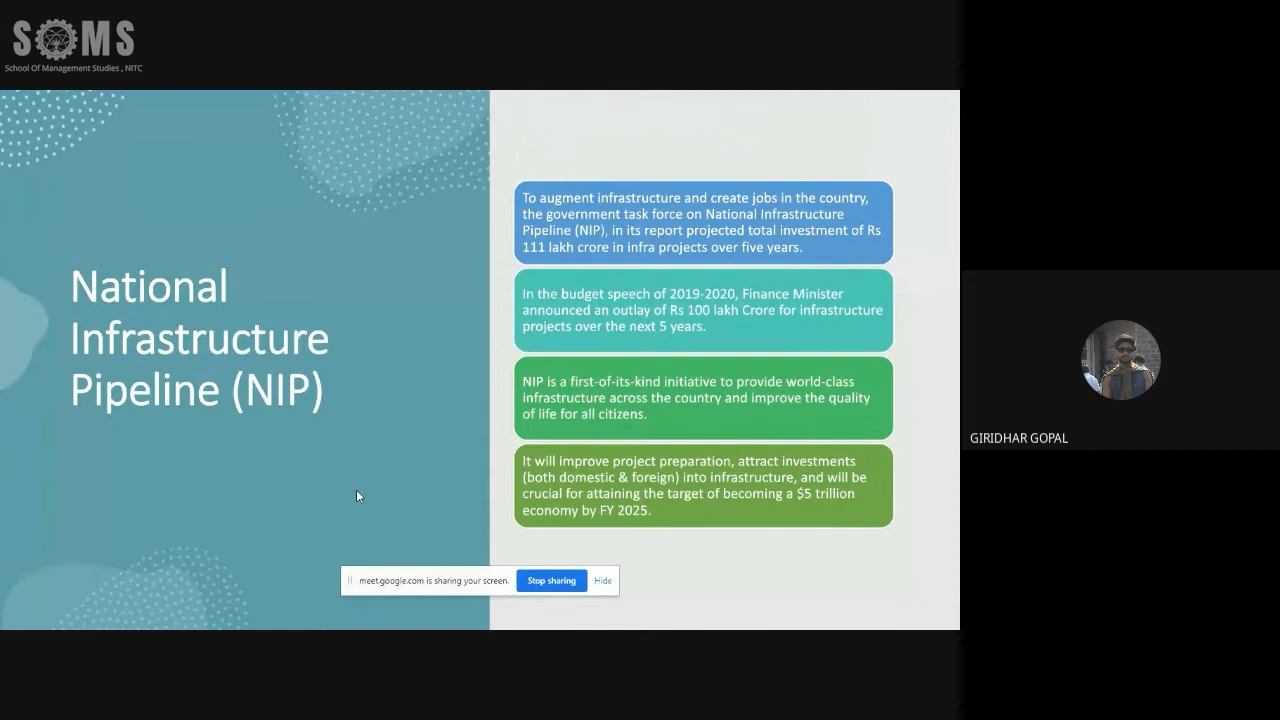 SOMS
School Of Management Studies , NITC
National
Infrastructure
Pipeline (NIP)
To augment infrastructure and create jobs in the country,
the government task force on National Infrastructure
Pipeline (NIP), in its report projected total investment of Rs
111 lakh crore in infra projects over five years.
In the budget speech of 2019-2020, Finance Minister
announced an outlay of Rs 100 lakh Crore for infrastructure
projects over the next 5 years.
NIP is a first-of-its-kind initiative to provide world-class
infrastructure across the country and improve the quality
of life for all citizens.
It will improve project preparation, attract investments
(both domestic & foreign) into infrastructure, and will be
crucial for attaining the target of becoming a $5 trillion
economy by FY 2025.
meet.google.com is sharing your screen. Stop sharing Hide
GIRIDHAR GOPAL